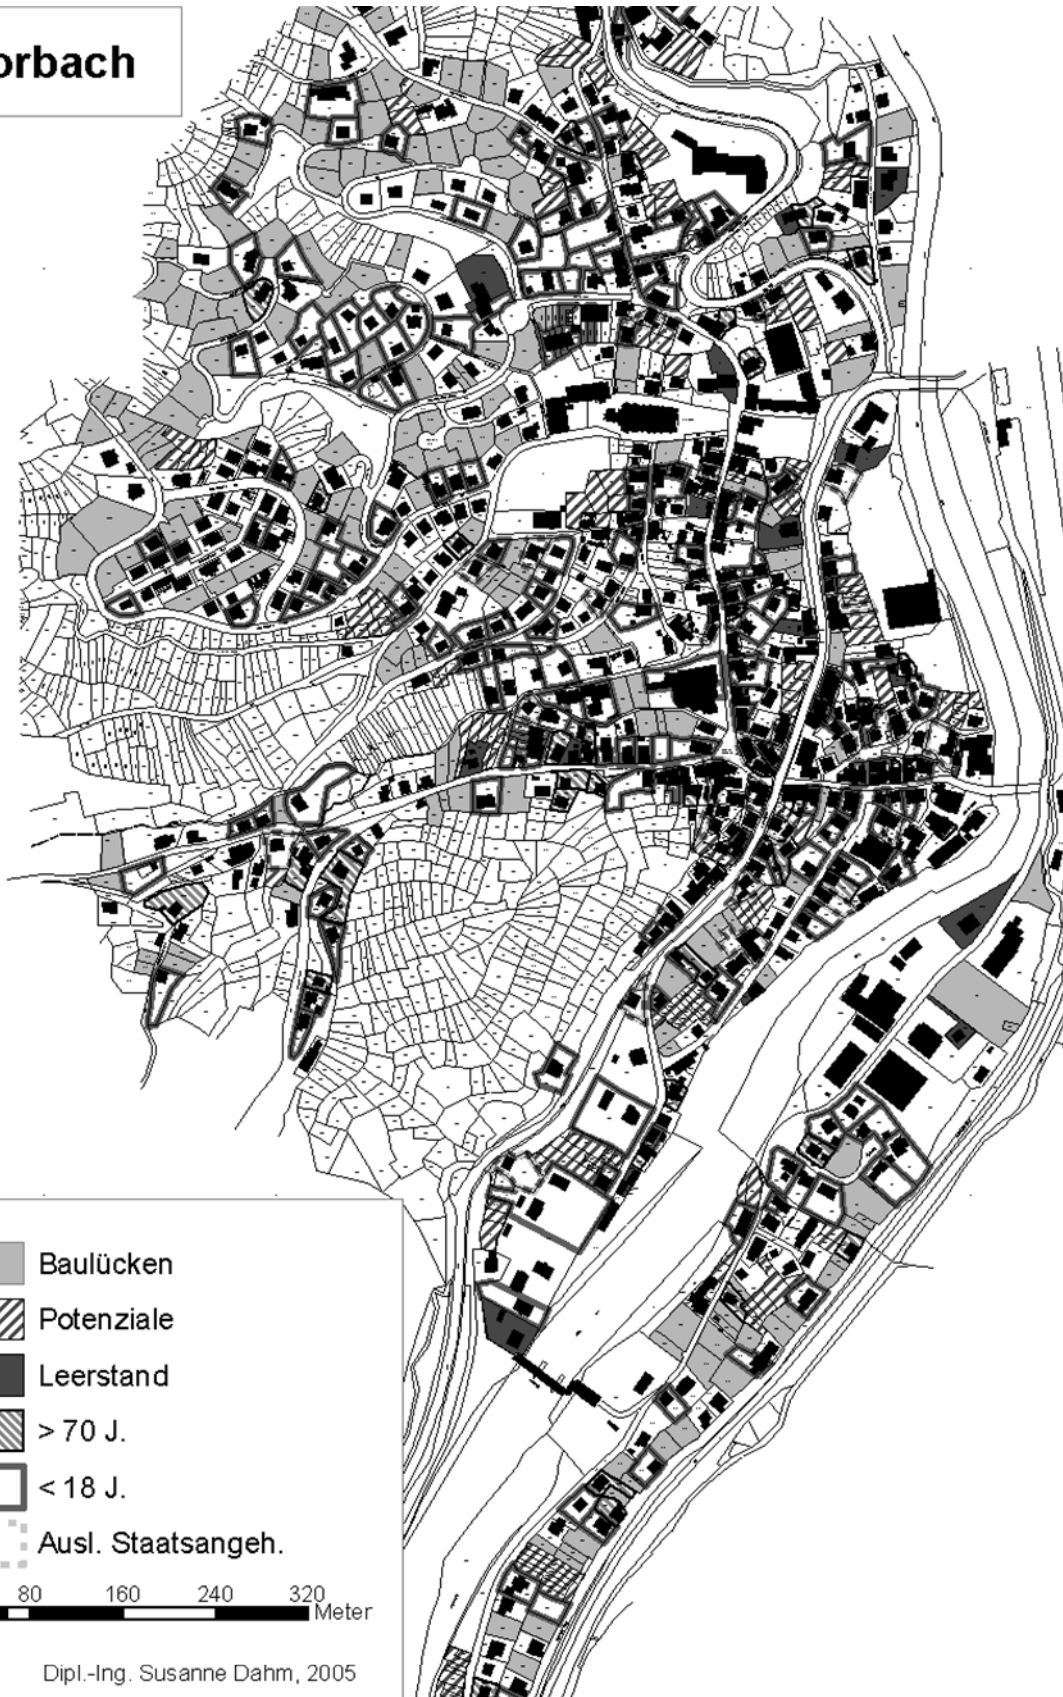 orbach
Baulücken
Potenziale
Leerstand
> 70 J.
< 18 J.
Ausl. Staatsangeh.
80 160 240 320
Meter
Dipl.-Ing. Susanne Dahm, 2005